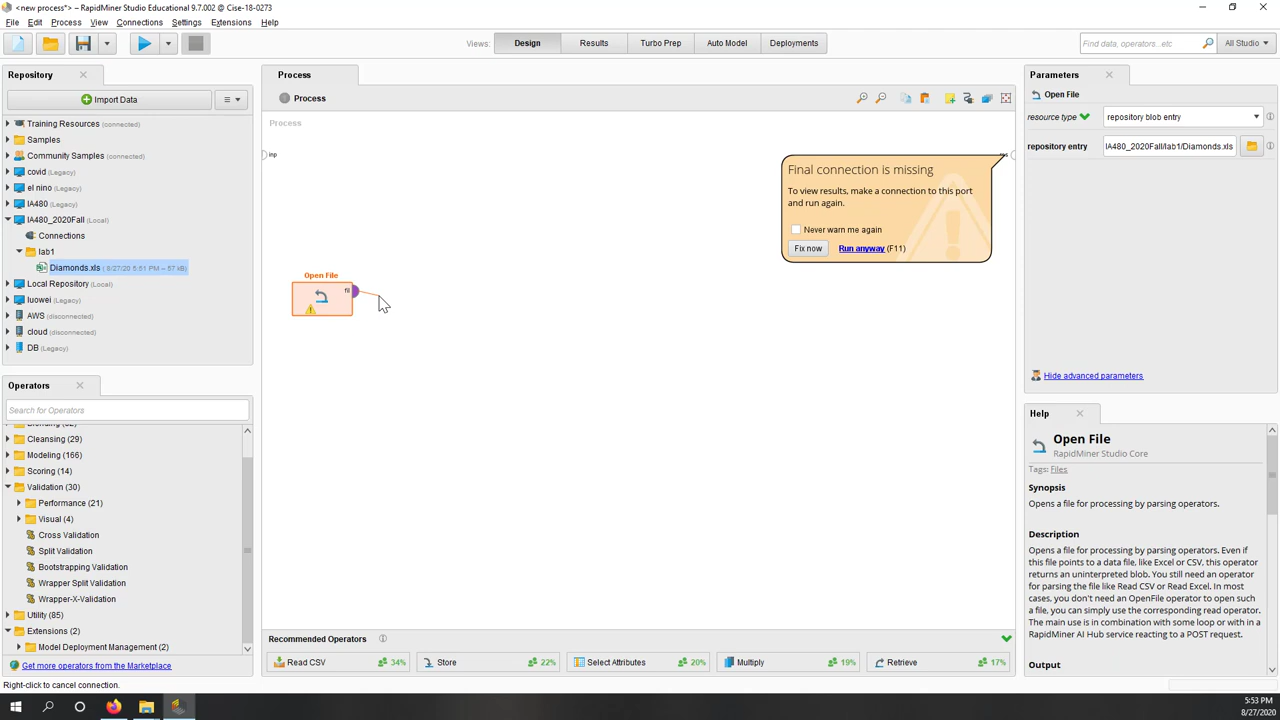 <new process*> – RapidMiner Studio Educational 9.7.002 @ Cise-18-0273
File Edit Process View Connections Settings Extensions Help
Views: Design Results Turbo Prep Auto Model Deployments
Find data, operators...etc All Studio
Repository
Import Data
Training Resources (connected)
Samples
Community Samples (connected)
covid (Legacy)
el nino (Legacy)
IA480 (Legacy)
IA480_2020Fall (Local)
Connections
lab1
Diamonds.xls (8/27/20 5:51 PM – 57 kB)
Local Repository (Local)
luowei (Legacy)
AWS (disconnected)
cloud (disconnected)
DB (Legacy)
Operators
Search for Operators
Cleansing (29)
Modeling (166)
Scoring (14)
Validation (30)
Performance (21)
Visual (4)
Cross Validation
Split Validation
Bootstrapping Validation
Wrapper Split Validation
Wrapper-X-Validation
Utility (85)
Extensions (2)
Model Deployment Management (2)
Get more operators from the Marketplace
Right-click to cancel connection.
Process
Process
Process
inp
Final connection is missing
To view results, make a connection to this port
and run again.
Never warn me again
Fix now Run anyway (F11)
Open File
fil
Recommended Operators
Read CSV 34% Store 22% Select Attributes 20% Multiply 19% Retrieve 17%
Parameters
Open File
resource type repository blob entry
repository entry IA480_2020Fall/lab1/Diamonds.xls
Hide advanced parameters
Help
Open File
RapidMiner Studio Core
Tags: Files
Synopsis
Opens a file for processing by parsing operators.
Description
Opens a file for processing by parsing operators. Even if
this file points to a data file, like Excel or CSV, this operator
returns an uninterpreted blob. You still need an operator
for parsing the file like Read CSV or Read Excel. In most
cases, you don't need an OpenFile operator to open such
a file, you can simply use the corresponding read operator.
The main use is in combination with some loop or with in a
RapidMiner AI Hub service reacting to a POST request.
Output
5:53 PM
8/27/2020